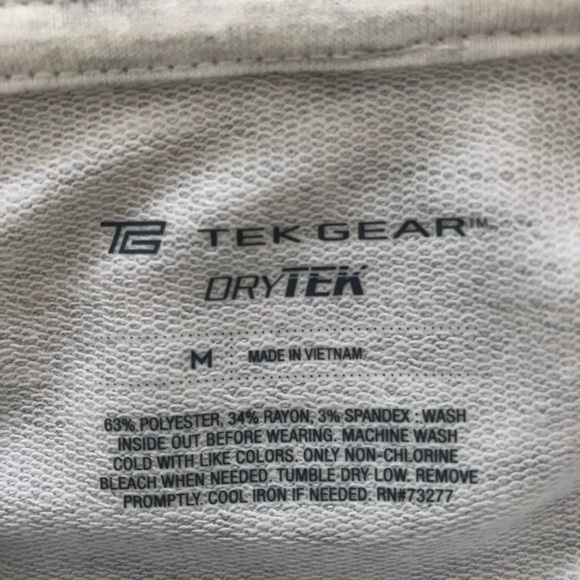 TG TEK GEAR™
DRYTEK
M MADE IN VIETNAM
63% POLYESTER, 34% RAYON, 3% SPANDEX : WASH
INSIDE OUT BEFORE WEARING. MACHINE WASH
COLD WITH LIKE COLORS. ONLY NON-CHLORINE
BLEACH WHEN NEEDED. TUMBLE DRY LOW. REMOVE
PROMPTLY. COOL IRON IF NEEDED. RN#73277